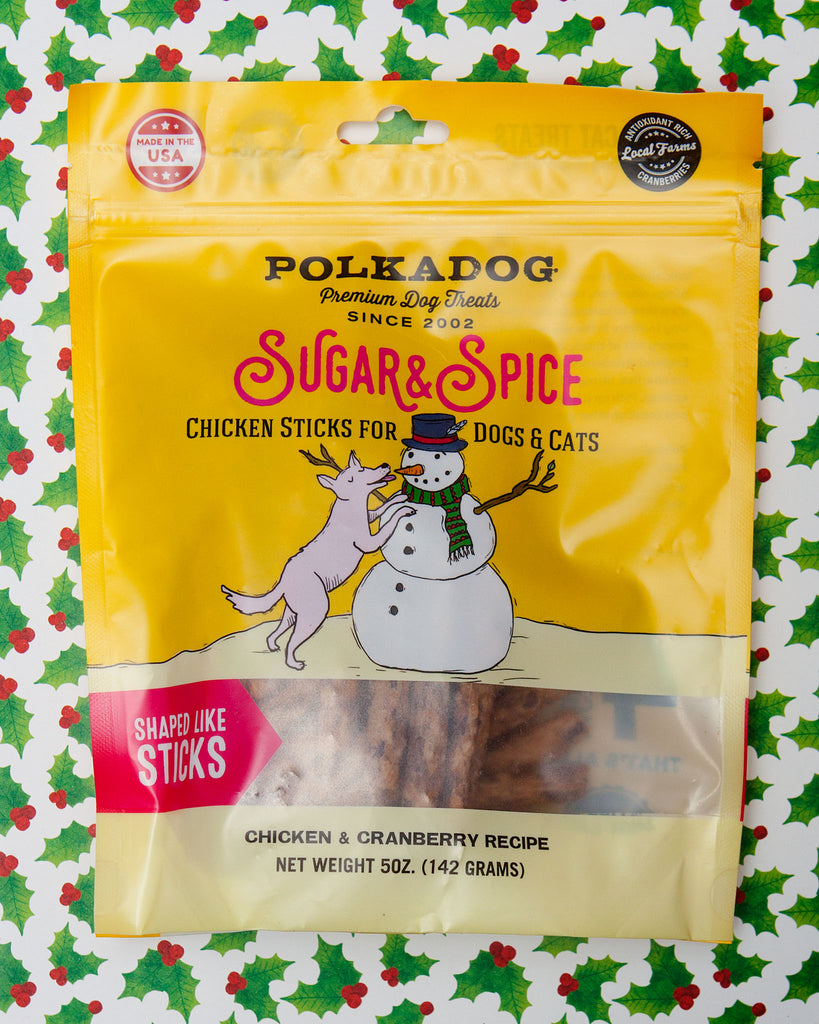 MADE IN THE
USA
ANTIOXIDANT RICH
Local Farms
CRANBERRIES
POLKADOG
Premium Dog Treats
SINCE 2002
SUGAR & SPICE
CHICKEN STICKS FOR DOGS & CATS
SHAPED LIKE
STICKS
CHICKEN & CRANBERRY RECIPE
NET WEIGHT 5OZ. (142 GRAMS)